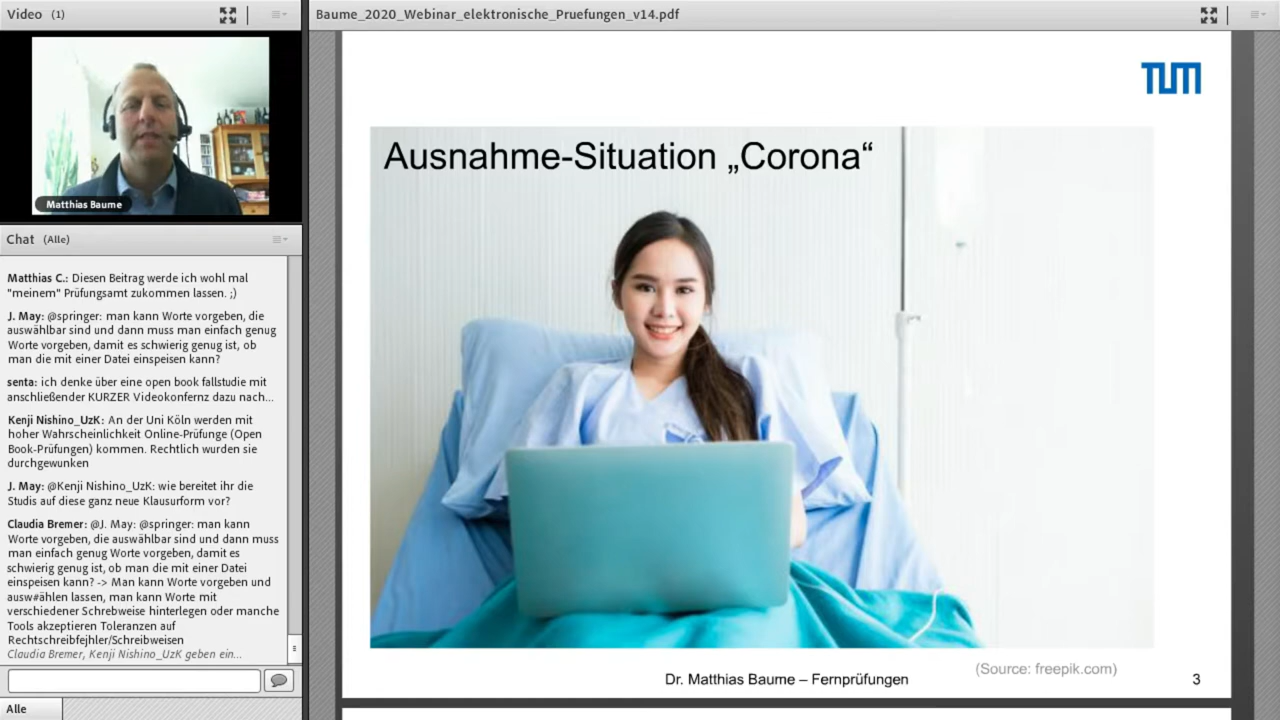 Video (1)
Matthias Baume
Chat (Alle)
Matthias C.: Diesen Beitrag werde ich wohl mal
"meinem" Prüfungsamt zukommen lassen. ;)
J. May: @springer: man kann Worte vorgeben, die
auswählbar sind und dann muss man einfach genug
Worte vorgeben, damit es schwierig genug ist, ob
man die mit einer Datei einspeisen kann?
senta: ich denke über eine open book fallstudie mit
anschließender KURZER Videokonfernz dazu nach...
Kenji Nishino_UzK: An der Uni Köln werden mit
hoher Wahrscheinlichkeit Online-Prüfunge (Open
Book-Prüfungen) kommen. Rechtlich wurden sie
durchgewunken
J. May: @Kenji Nishino_UzK: wie bereitet ihr die
Studis auf diese ganz neue Klausurform vor?
Claudia Bremer: @J. May: @springer: man kann
Worte vorgeben, die auswählbar sind und dann muss
man einfach genug Worte vorgeben, damit es
schwierig genug ist, ob man die mit einer Datei
einspeisen kann? -> Man kann Worte vorgeben und
ausw#ählen lassen, man kann Worte mit
verschiedener Schrebweise hinterlegen oder manche
Tools akzeptieren Toleranzen auf
Rechtschreibfejhler/Schreibweisen
Claudia Bremer, Kenji Nishino_UzK geben ein...
Alle
Baume_2020_Webinar_elektronische_Pruefungen_v14.pdf
TUM
Ausnahme-Situation „Corona“
(Source: freepik.com)
Dr. Matthias Baume – Fernprüfungen
3